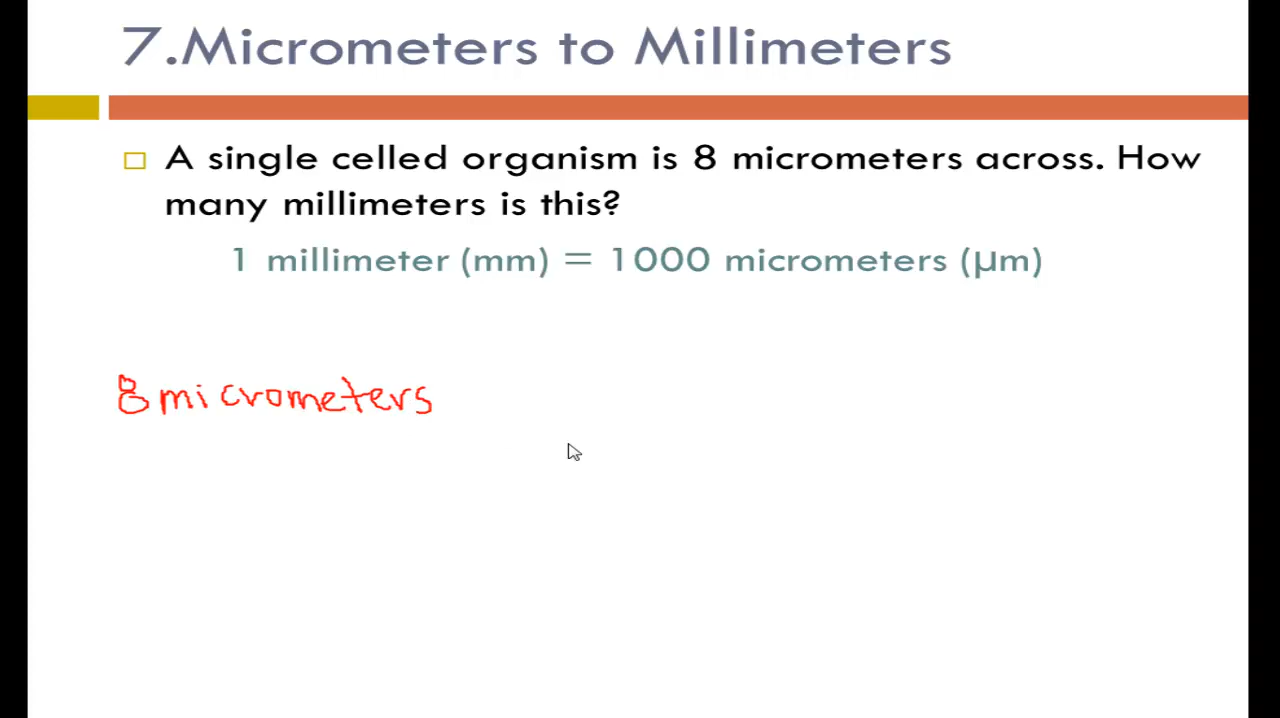 7.Micrometers to Millimeters
A single celled organism is 8 micrometers across. How
many millimeters is this?
1 millimeter (mm) = 1000 micrometers (µm)
8 micrometers